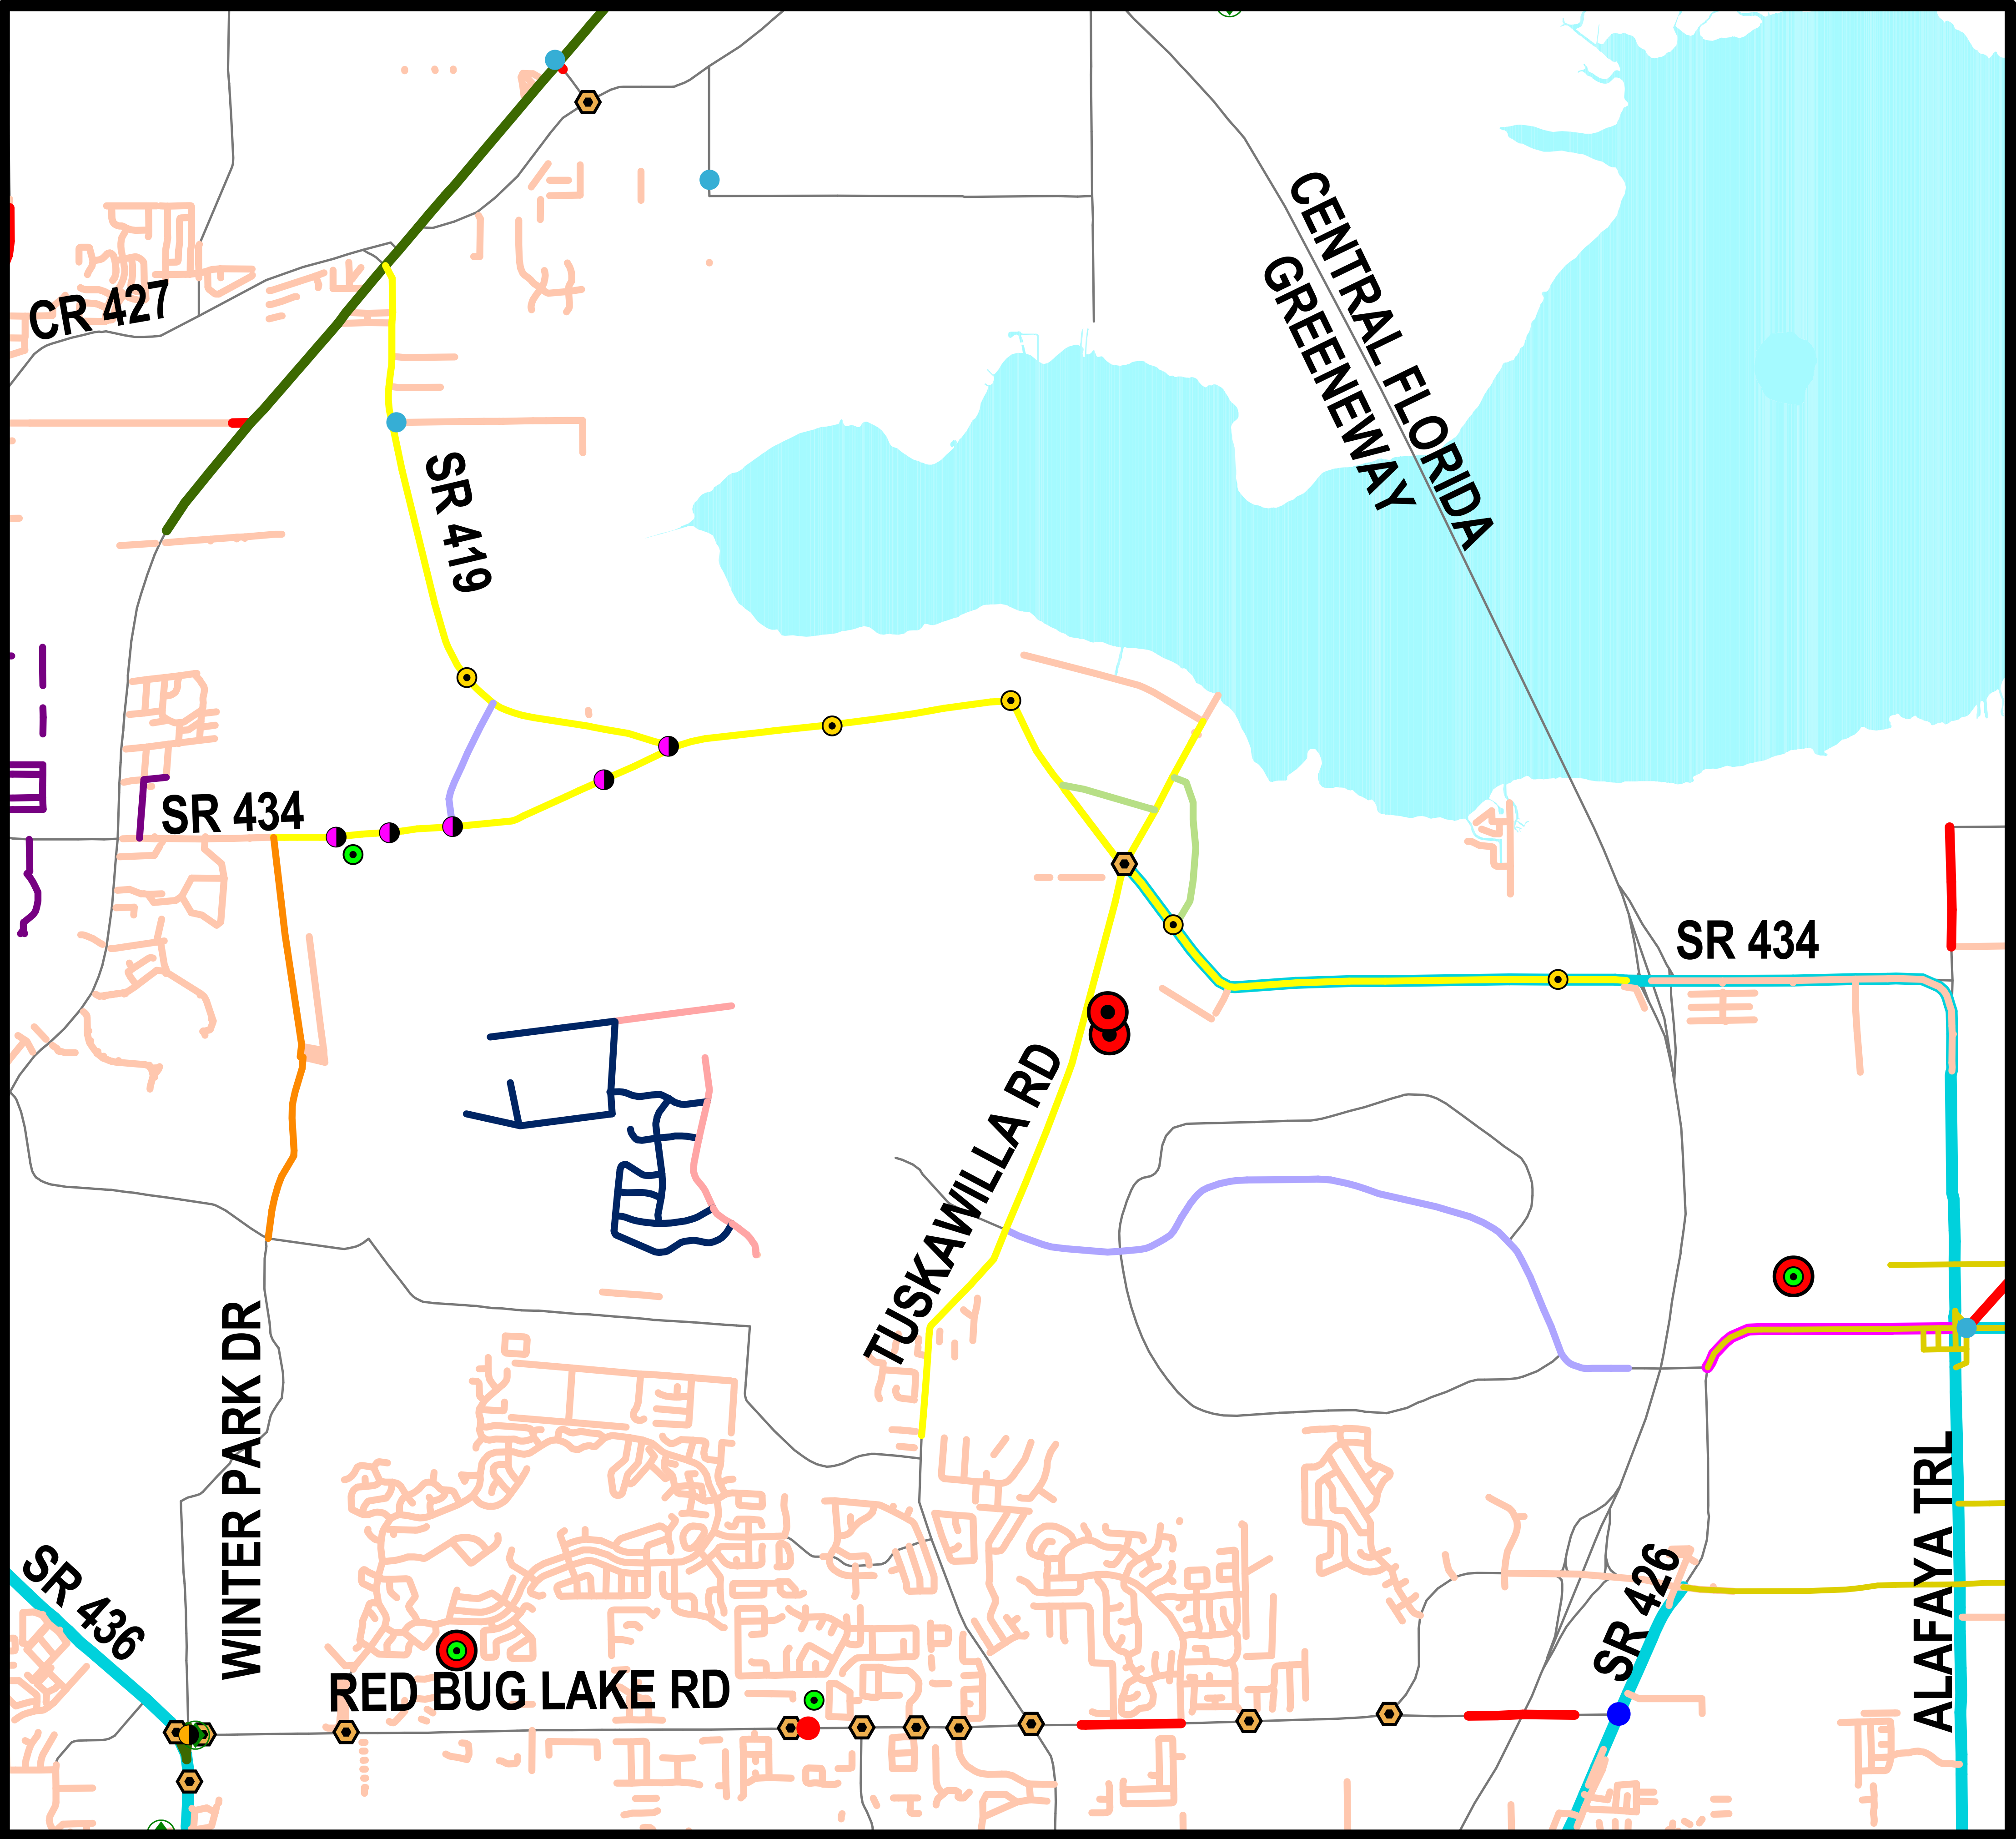 CENTRAL FLORIDA
GREENEWAY
CR 427
SR 419
SR 434
SR 434
TUSKAWILLA RD
WINTER PARK DR
ALAFAYA TRL
SR 436
SR 426
RED BUG LAKE RD